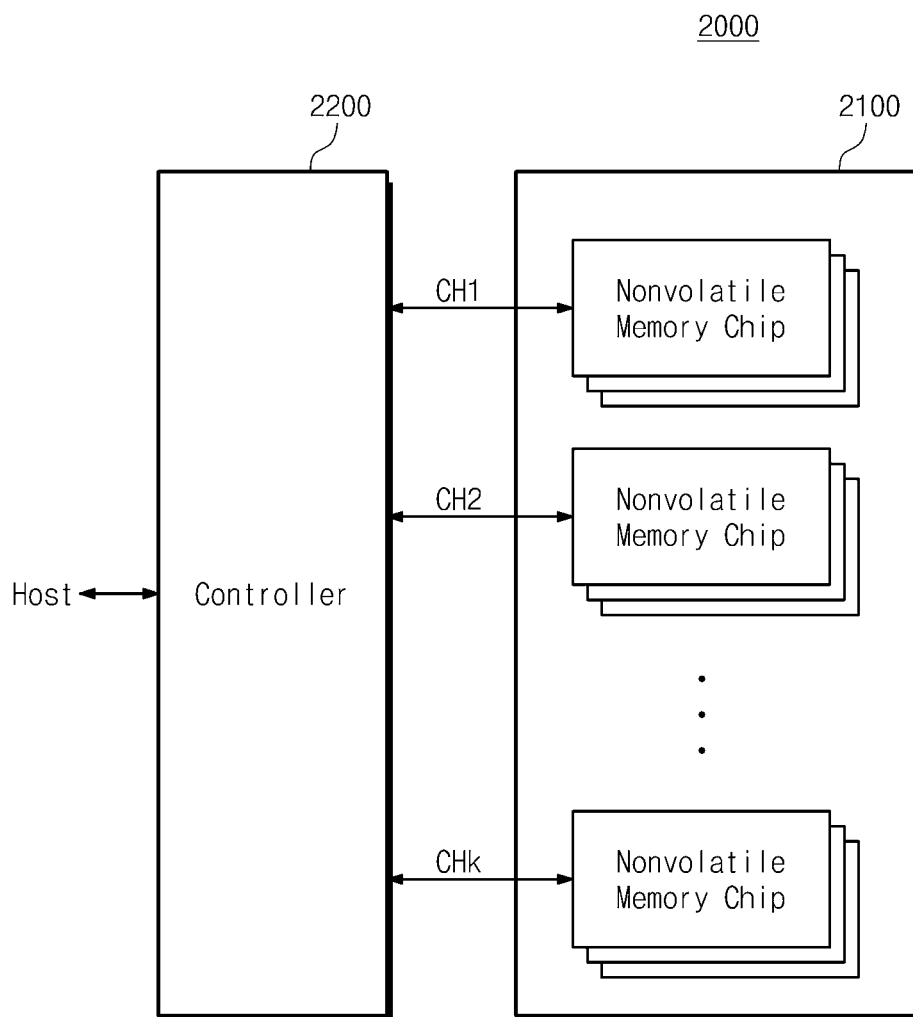 2000
2200
2100
CH1
Nonvolatile
Memory Chip
CH2
Nonvolatile
Memory Chip
Host
Controller
CHk
Nonvolatile
Memory Chip